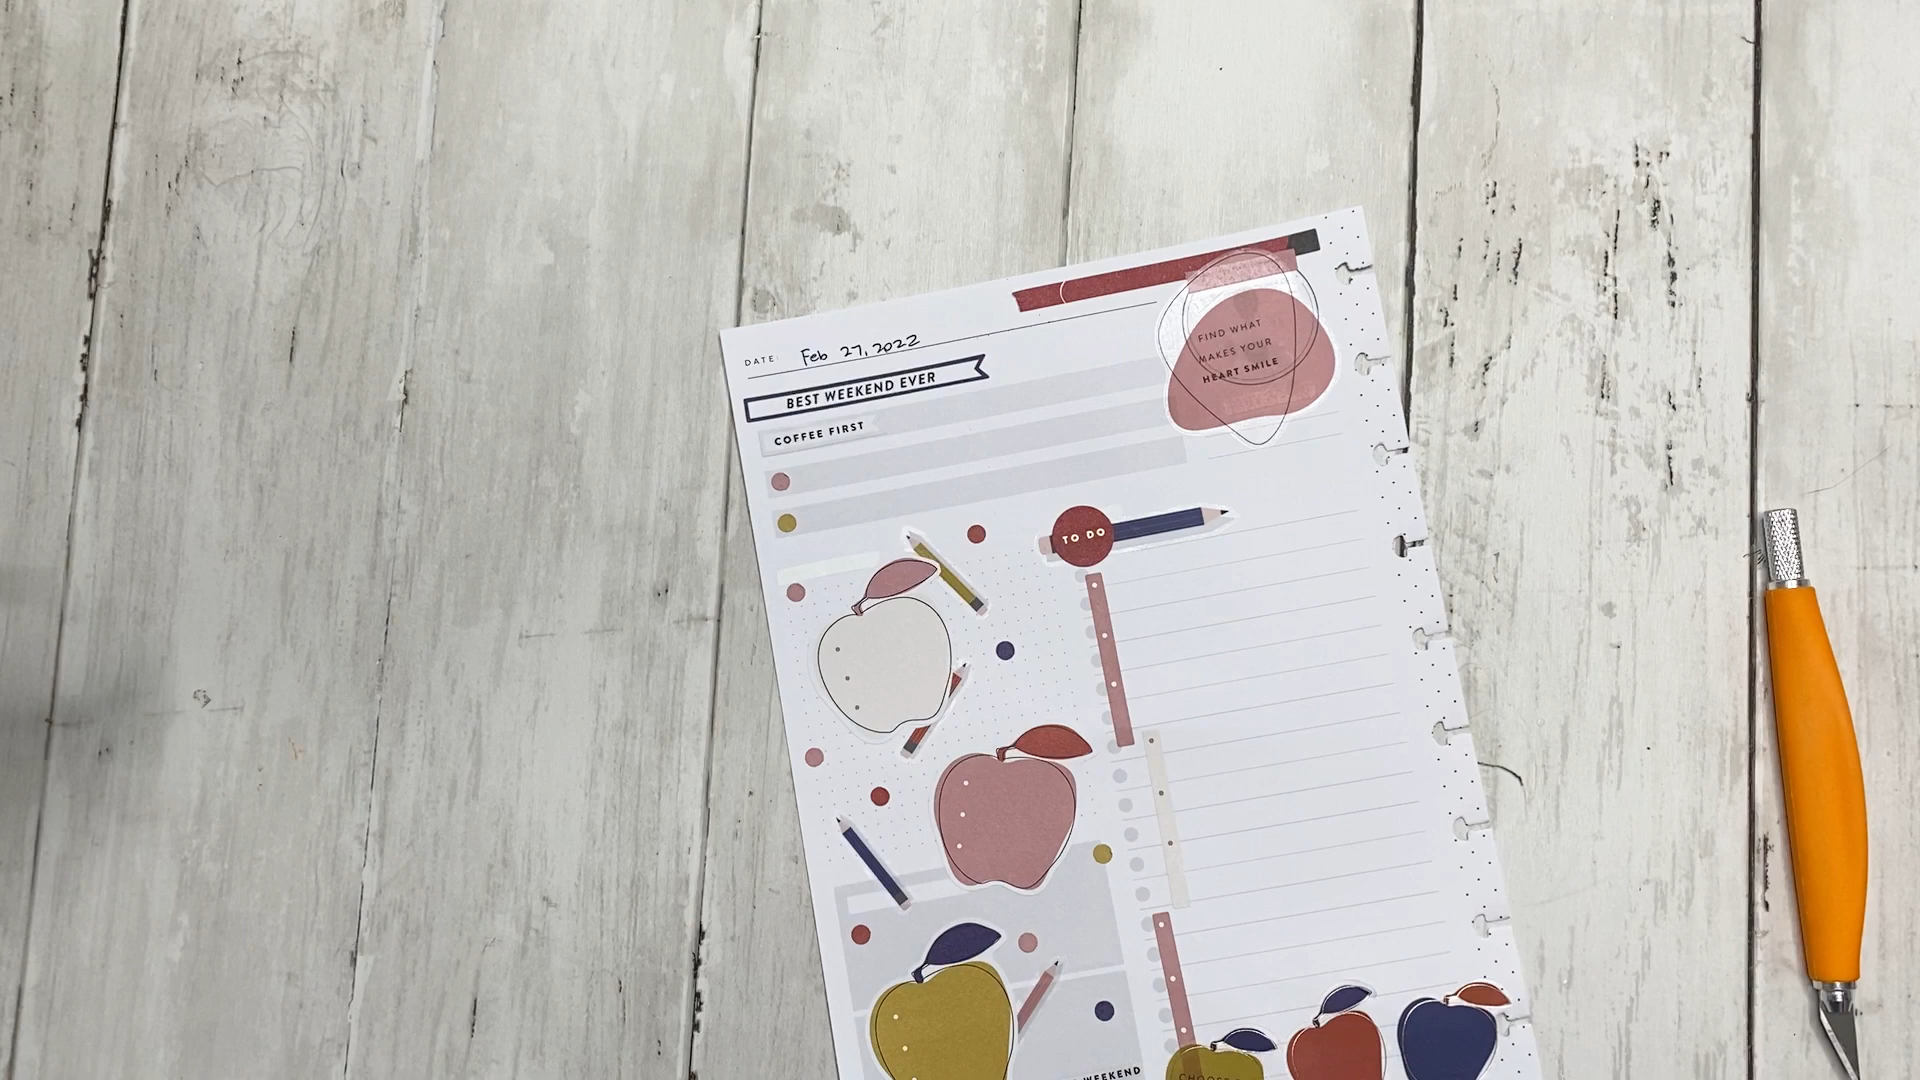 DATE: Feb 27, 2022
BEST WEEKEND EVER
COFFEE FIRST
FIND WHAT
MAKES YOUR
HEART SMILE
TO DO
WEEKEND